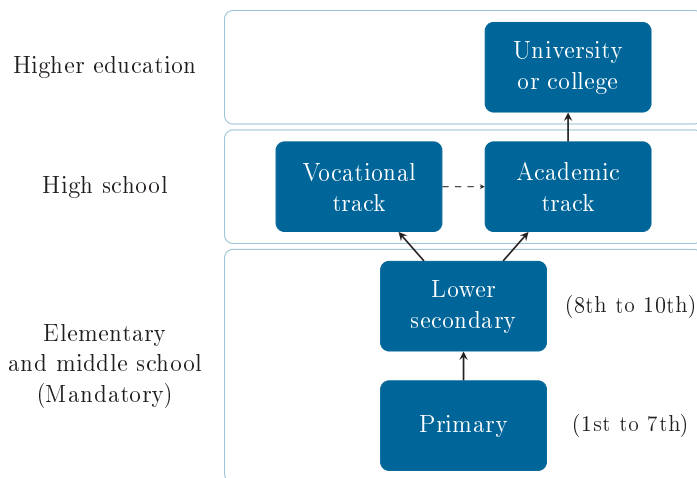 Higher education
University
or college
High school
Vocational
track
Academic
track
Elementary
and middle school
(Mandatory)
Lower
secondary
(8th to 10th)
Primary
(1st to 7th)